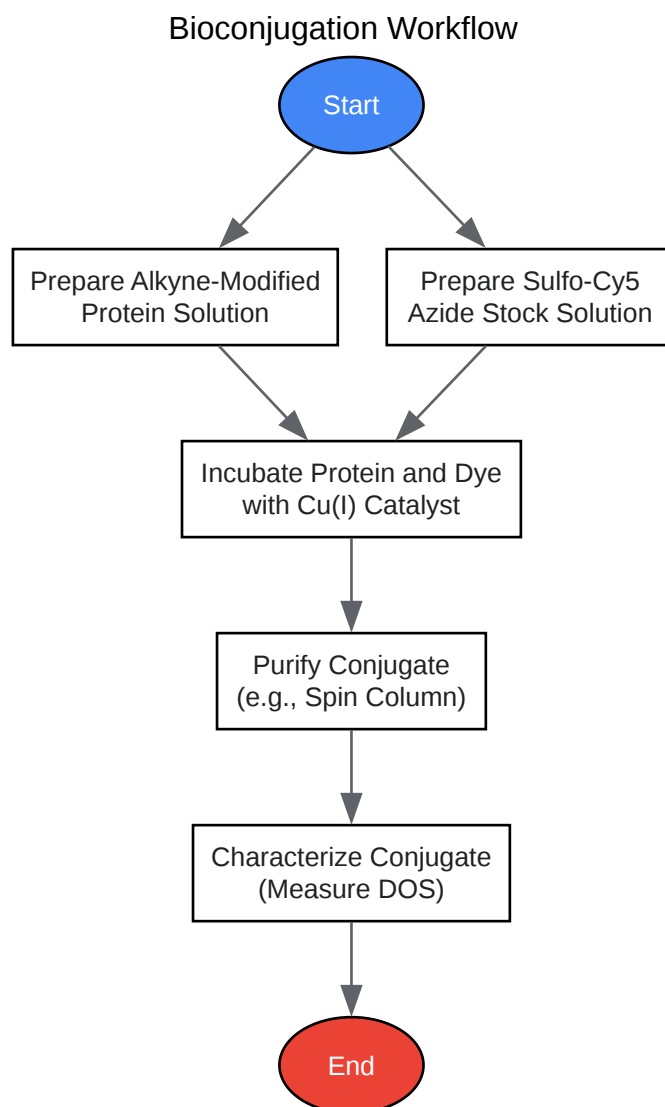 Bioconjugation Workflow
Start
Prepare Alkyne-Modified
Protein Solution
Prepare Sulfo-Cy5
Azide Stock Solution
Incubate Protein and Dye
with Cu(I) Catalyst
Purify Conjugate
(e.g., Spin Column)
Characterize Conjugate
(Measure DOS)
End